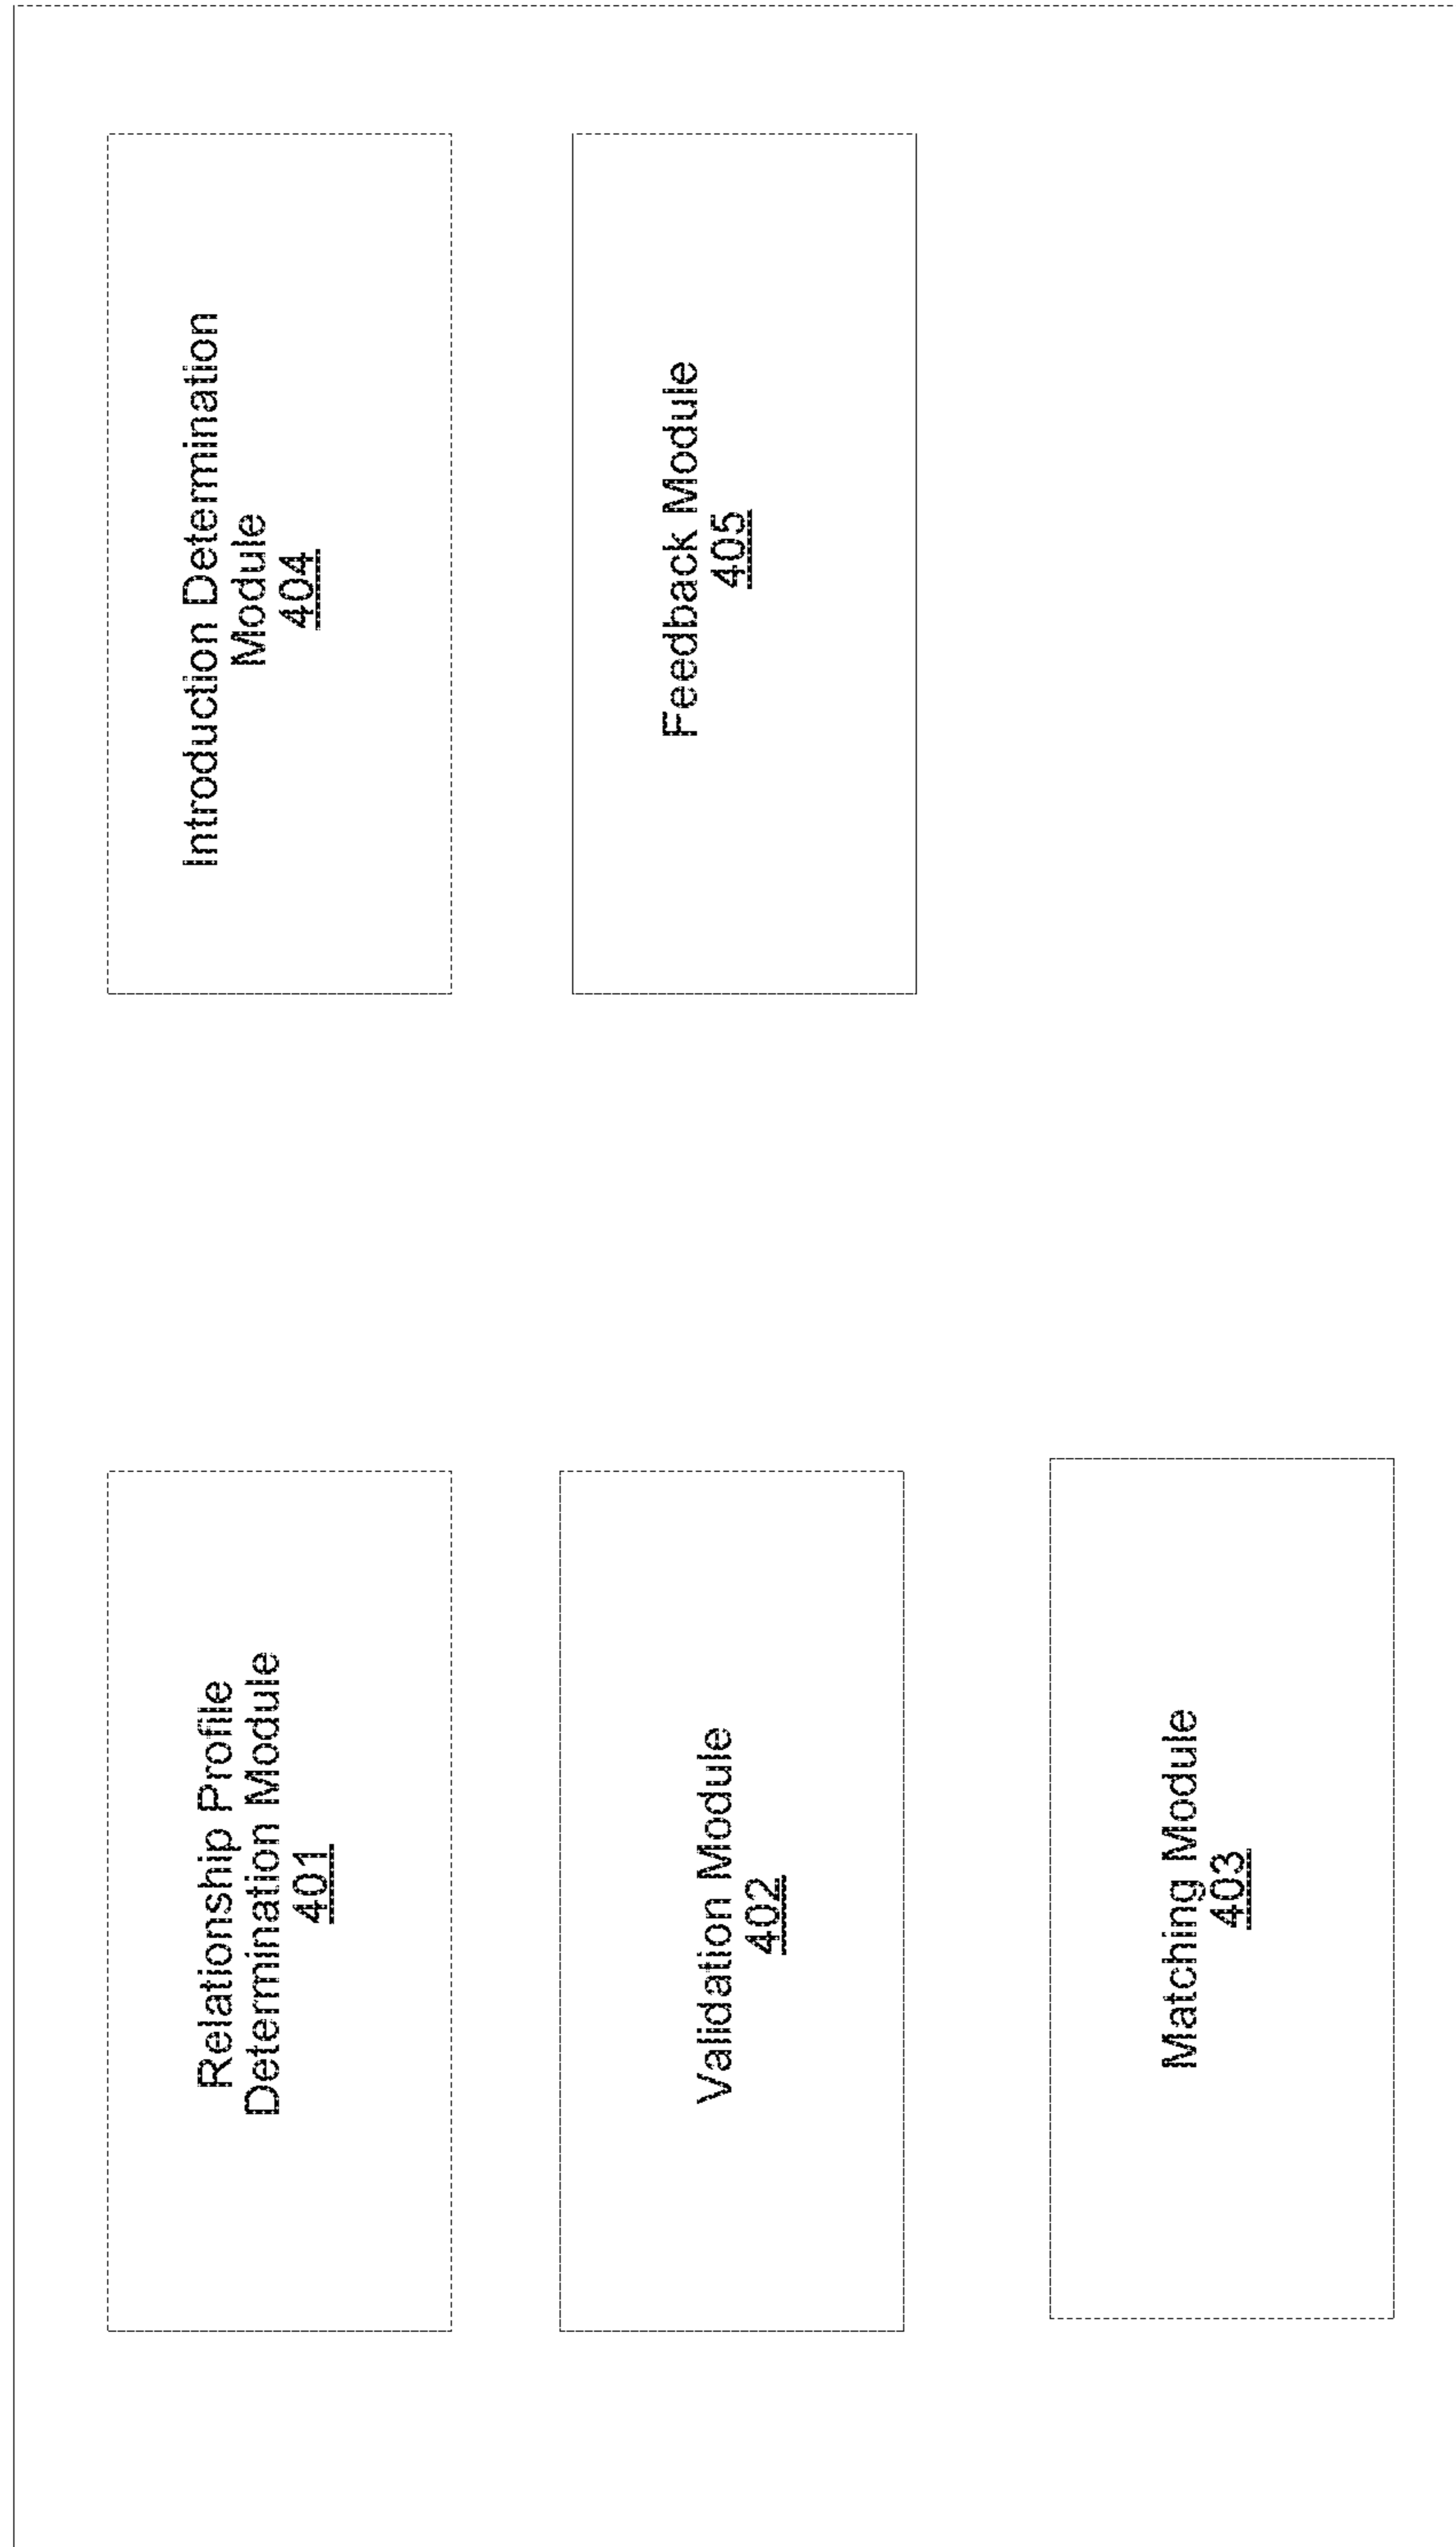 Relationship Profile
Determination Module
401
Validation Module
402
Matching Module
403
Introduction Determination
Module
404
Feedback Module
405